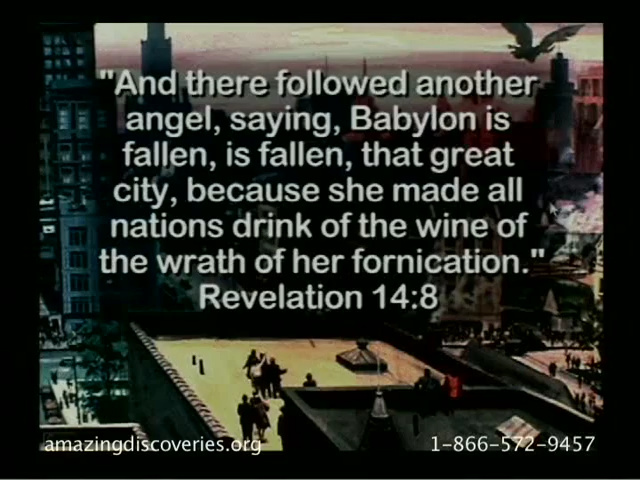 "And there followed another
angel, saying, Babylon is
fallen, is fallen, that great
city, because she made all
nations drink of the wine of
the wrath of her fornication."
Revelation 14:8
amazingdiscoveries.org
1-866-572-9457